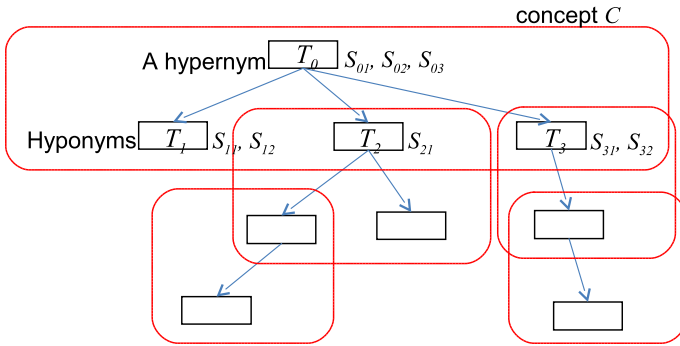 concept C
A hypernym T₀ S₀₁, S₀₂, S₀₃
Hyponyms T₁ S₁₁, S₁₂ T₂ S₂₁ T₃ S₃₁, S₃₂